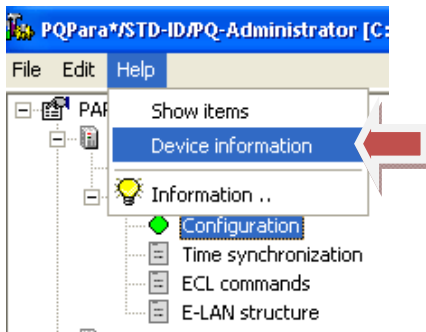 PQPara*/STD-ID/PQ-Administrator [C:
File Edit Help
PAR
Show items
Device information
Information ..
Configuration
Time synchronization
ECL commands
E-LAN structure